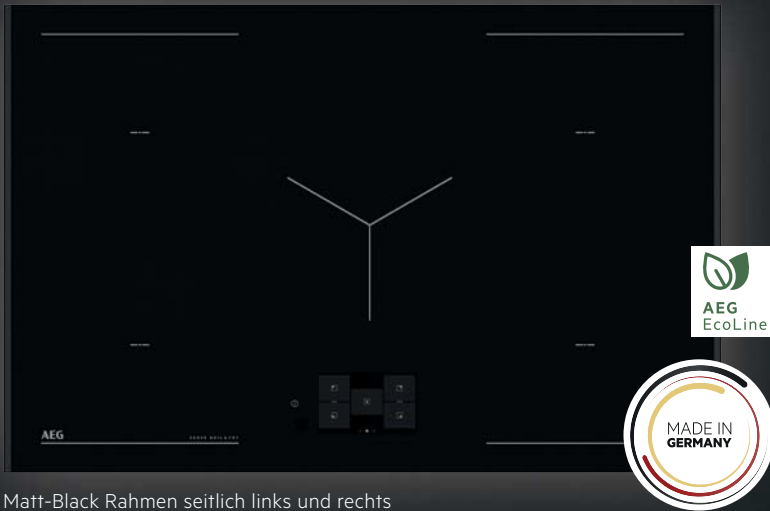 AEG
EcoLine
MADE IN
GERMANY
AEG
Matt-Black Rahmen seitlich links und rechts